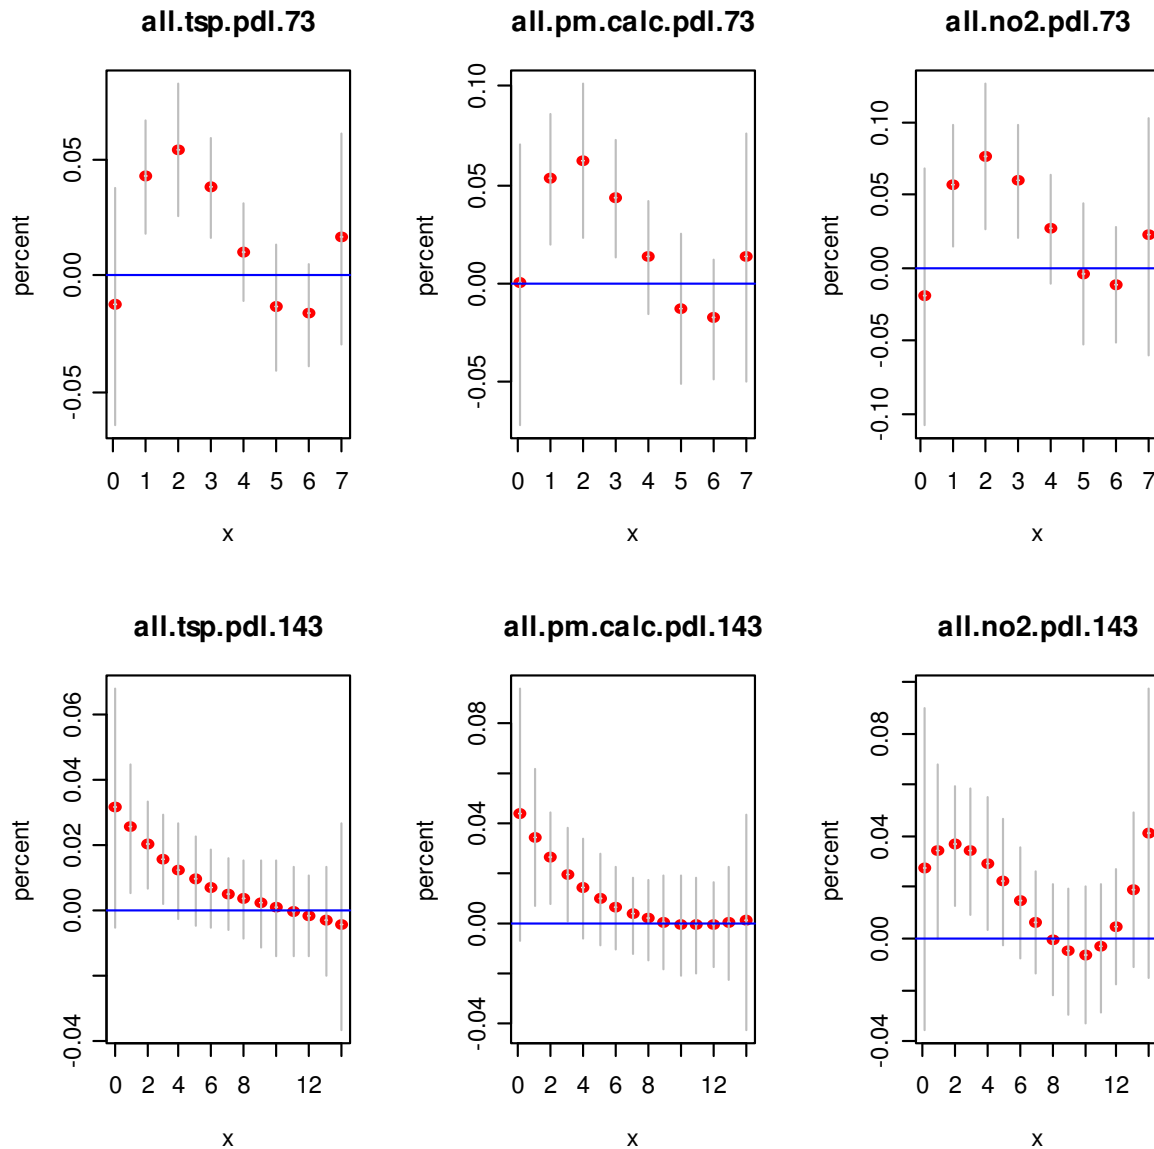 all.tsp.pdl.73
percent
0.05
0.00
-0.05
0 1 2 3 4 5 6 7
x
all.pm.calc.pdl.73
percent
0.10
0.05
0.00
-0.05
0 1 2 3 4 5 6 7
x
all.no2.pdl.73
percent
0.10
0.05
0.00
-0.05
-0.10
0 1 2 3 4 5 6 7
x
all.tsp.pdl.143
percent
0.06
0.04
0.02
0.00
-0.04
0 2 4 6 8 12
x
all.pm.calc.pdl.143
percent
0.08
0.04
0.00
-0.04
0 2 4 6 8 12
x
all.no2.pdl.143
percent
0.08
0.04
0.00
-0.04
0 2 4 6 8 12
x